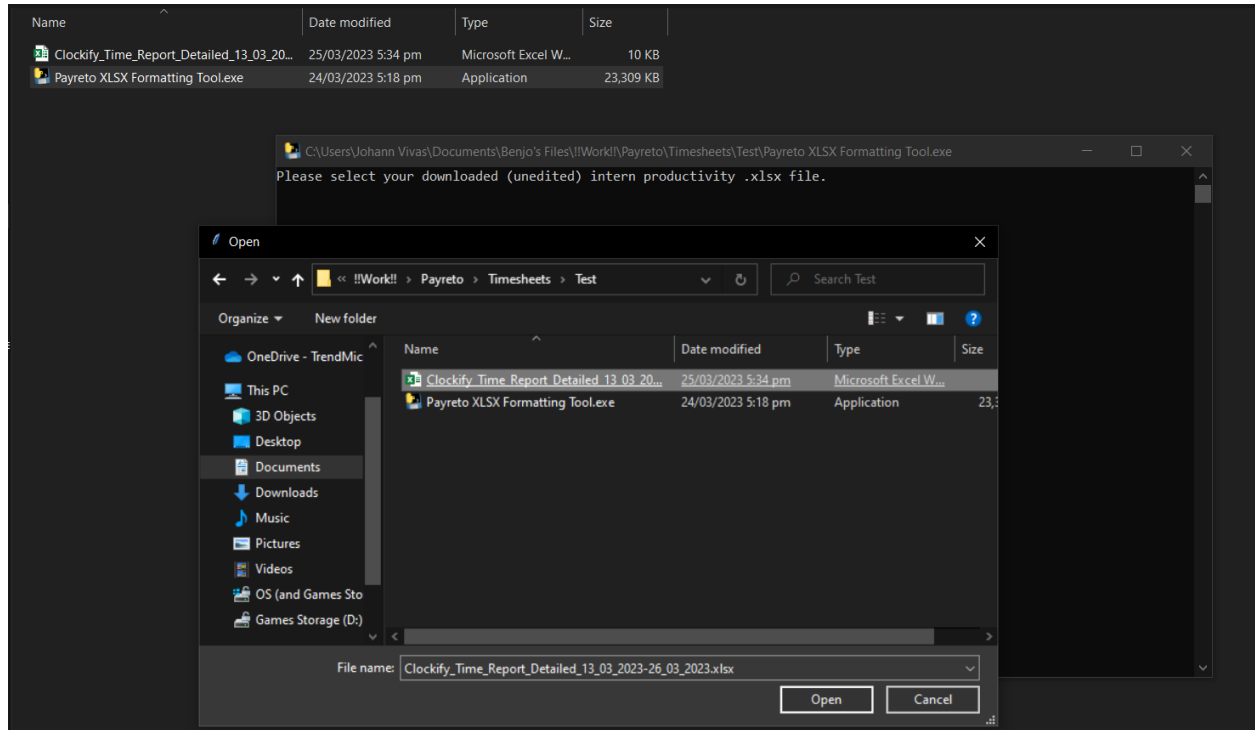 Name Date modified Type Size
Clockify_Time_Report_Detailed_13_03_20... 25/03/2023 5:34 pm Microsoft Excel W... 10 KB
Payreto XLSX Formatting Tool.exe 24/03/2023 5:18 pm Application 23,309 KB
C:\Users\Johann Vivas\Documents\Benjo's Files\!!Work!!\Payreto\Timesheets\Test\Payreto XLSX Formatting Tool.exe
Please select your downloaded (unedited) intern productivity .xlsx file.
Open
« !!Work!! > Payreto > Timesheets > Test Search Test
Organize New folder
OneDrive - TrendMic
This PC
3D Objects
Desktop
Documents
Downloads
Music
Pictures
Videos
OS (and Games Sto
Games Storage (D:)
Name Date modified Type Size
Clockify_Time_Report_Detailed_13_03_20... 25/03/2023 5:34 pm Microsoft Excel W...
Payreto XLSX Formatting Tool.exe 24/03/2023 5:18 pm Application 23,3
File name: Clockify_Time_Report_Detailed_13_03_2023-26_03_2023.xlsx
Open Cancel